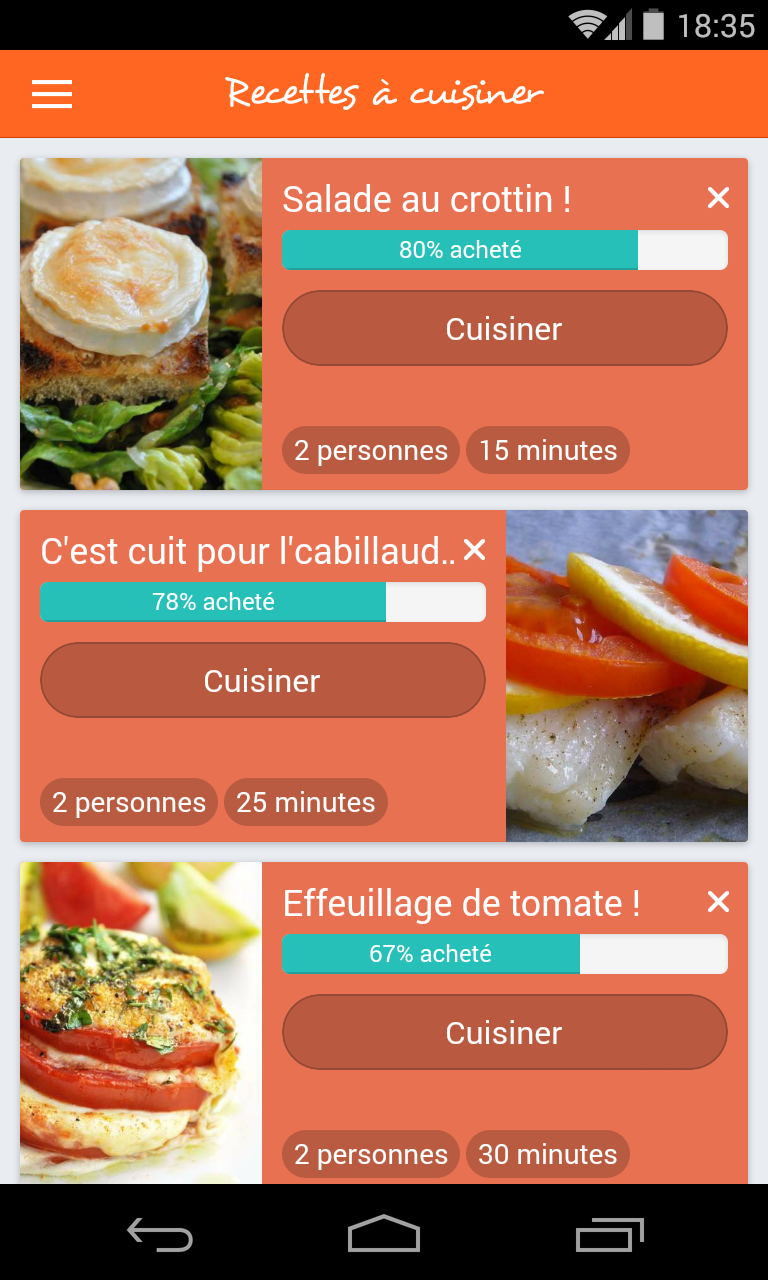 18:35
Recettes à cuisiner
Salade au crottin !
80% acheté
Cuisiner
2 personnes 15 minutes
C'est cuit pour l'cabillaud..
78% acheté
Cuisiner
2 personnes 25 minutes
Effeuillage de tomate !
67% acheté
Cuisiner
2 personnes 30 minutes